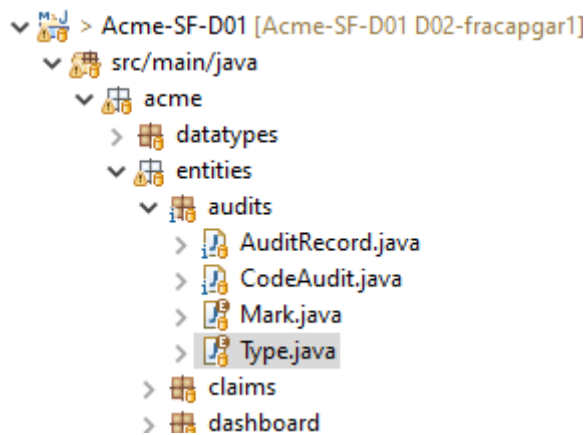 > Acme-SF-D01 [Acme-SF-D01 D02-fracapgar1]
src/main/java
acme
datatypes
entities
audits
AuditRecord.java
CodeAudit.java
Mark.java
Type.java
claims
dashboard